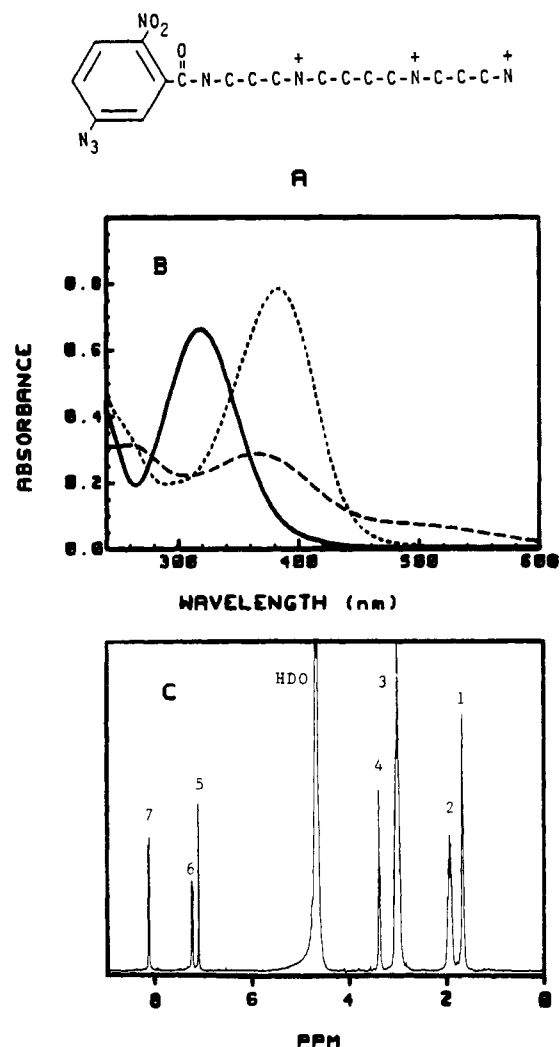 NO2
O
+ + +
C-N-C-C-C-N-C-C-C-C-N-C-C-C-N
N3
A
B
ABSORBANCE
0.8
0.6
0.4
0.2
0.0
300 400 500 600
WAVELENGTH (nm)
C
HDO
3
1
4
5
2
7
6
8 6 4 2 0
PPM